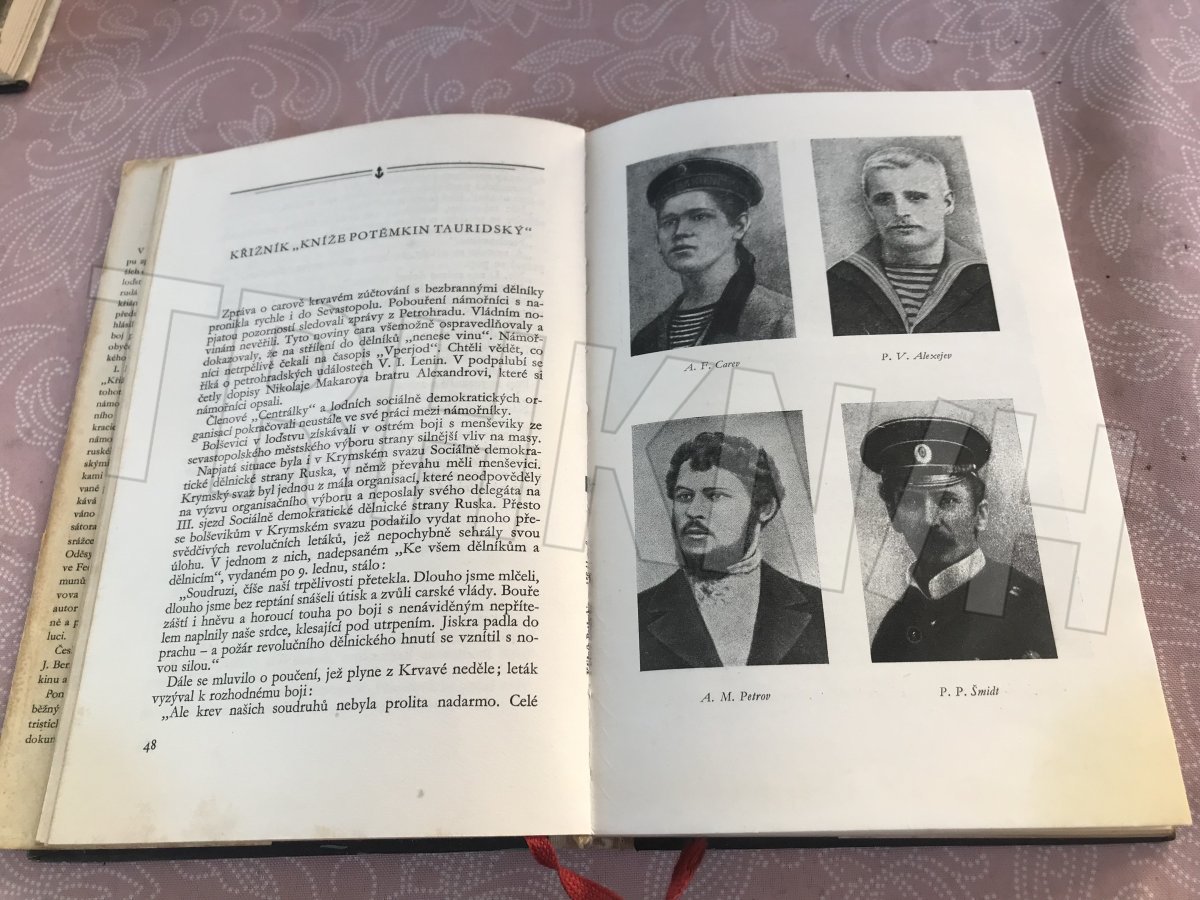 KŘIŽNÍK „KNÍŽE POTĚMKIN TAURIDSKÝ“
Zpráva o carově krvavém zúčtování s bezbrannými dělníky
pronikla rychle i do Sevastopolu. Pobouření námořníci s na-
pjatou pozorností sledovali zprávy z Petrohradu. Vládním no-
vinám nevěřili. Tyto noviny cara všemožně ospravedlňovaly a
dokazovaly, že na střílení do dělníků „nenese vinu“. Námoř-
níci netrpělivě čekali na časopis „Vperjod“. Chtěli vědět, co
říká o petrohradských událostech V. I. Lenin. V podpalubí se
četly dopisy Nikolaje Makarova bratru Alexandrovi, které si
námořníci opsali.
Členové „Centrálky“ a lodních sociálně demokratických or-
ganisací pokračovali neustále ve své práci mezi námořníky.
Bolševici v loďstvu získávali v ostrém boji s menševiky ze
sevastopolského městského výboru strany silnější vliv na masy.
Napjatá situace byla i v Krymském svazu Sociálně demokra-
tické dělnické strany Ruska, v němž převahu měli menševici.
Krymský svaz byl jednou z mála organisací, které neodpověděly
na výzvu organisačního výboru a neposlaly svého delegáta na
III. sjezd Sociálně demokratické dělnické strany Ruska. Přesto
se bolševikům v Krymském svazu podařilo vydat mnoho pře-
svědčivých revolučních letáků, jež nepochybně sehrály svou
úlohu. V jednom z nich, nadepsaném „Ke všem dělníkům a
dělnicím“, vydaném po 9. lednu, stálo:
„Soudruzi, číše naší trpělivosti přetekla. Dlouho jsme mlčeli,
dlouho jsme bez reptání snášeli útisk a zvůli carské vlády. Bouře
zášti i hněvu a horoucí touha po boji s nenáviděným nepříte-
lem naplnily naše srdce, klesající pod utrpením. Jiskra padla do
prachu – a požár revolučního dělnického hnutí se vznítil s no-
vou silou.“
Dále se mluvilo o poučení, jež plyne z Krvavé neděle; leták
vyzýval k rozhodnému boji:
„Ale krev našich soudruhů nebyla prolita nadarmo. Celé
48
A. F. Carev
P. V. Alexejev
A. M. Petrov
P. P. Šmidt
TRHKNIH